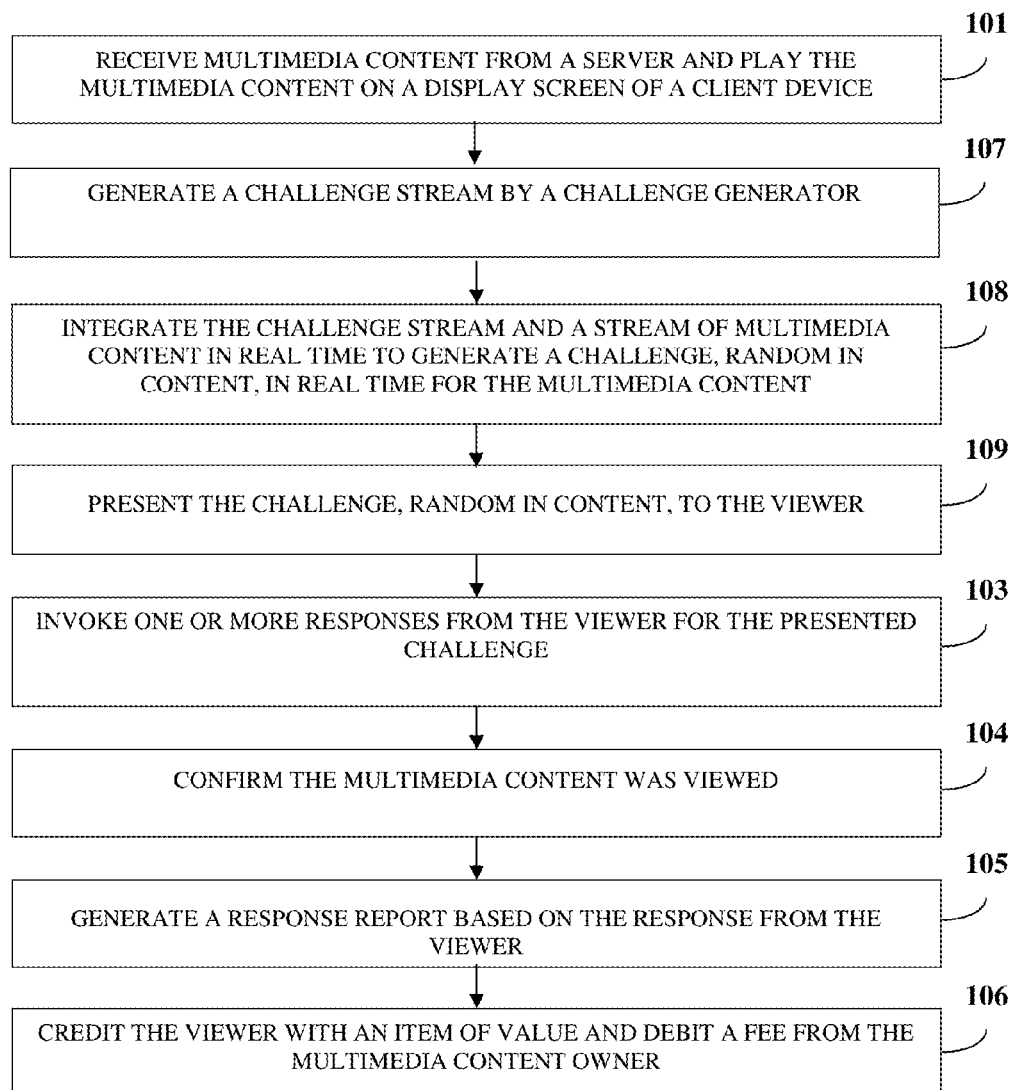 101
RECEIVE MULTIMEDIA CONTENT FROM A SERVER AND PLAY THE
MULTIMEDIA CONTENT ON A DISPLAY SCREEN OF A CLIENT DEVICE
107
GENERATE A CHALLENGE STREAM BY A CHALLENGE GENERATOR
108
INTEGRATE THE CHALLENGE STREAM AND A STREAM OF MULTIMEDIA
CONTENT IN REAL TIME TO GENERATE A CHALLENGE, RANDOM IN
CONTENT, IN REAL TIME FOR THE MULTIMEDIA CONTENT
109
PRESENT THE CHALLENGE, RANDOM IN CONTENT, TO THE VIEWER
103
INVOKE ONE OR MORE RESPONSES FROM THE VIEWER FOR THE PRESENTED
CHALLENGE
104
CONFIRM THE MULTIMEDIA CONTENT WAS VIEWED
105
GENERATE A RESPONSE REPORT BASED ON THE RESPONSE FROM THE
VIEWER
106
CREDIT THE VIEWER WITH AN ITEM OF VALUE AND DEBIT A FEE FROM THE
MULTIMEDIA CONTENT OWNER